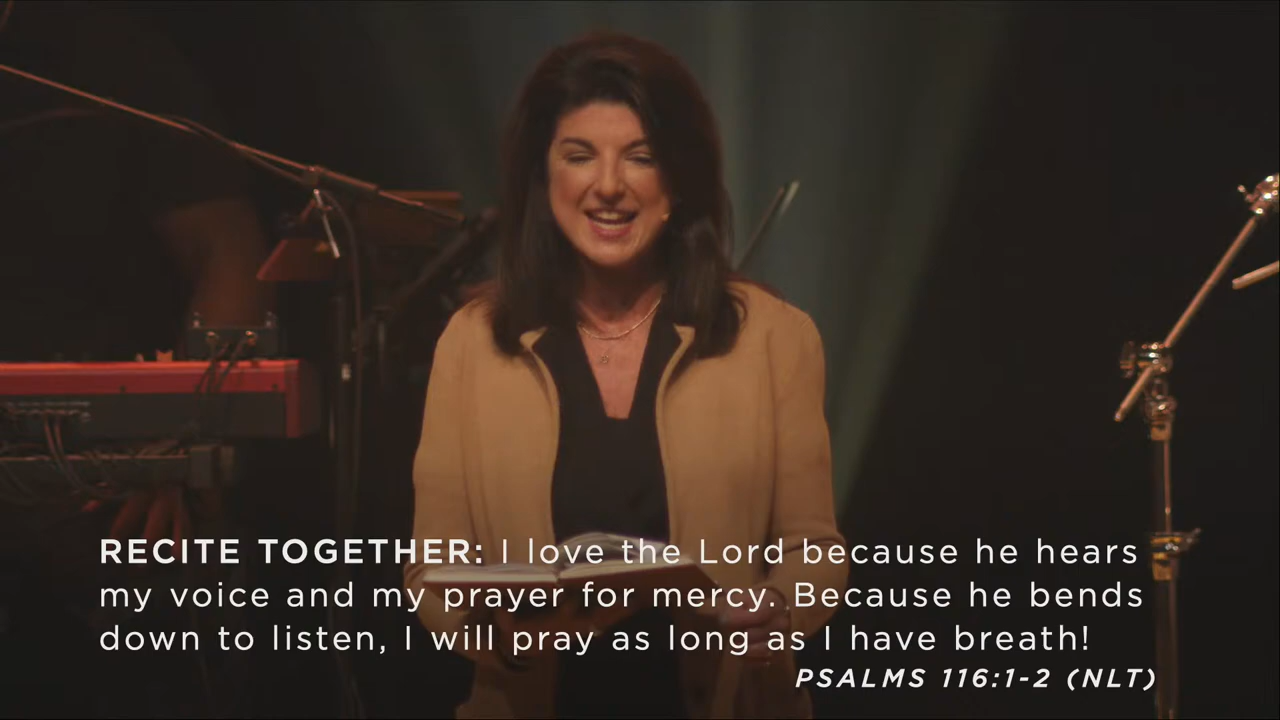 RECITE TOGETHER: I love the Lord because he hears
my voice and my prayer for mercy. Because he bends
down to listen, I will pray as long as I have breath!
PSALMS 116:1-2 (NLT)